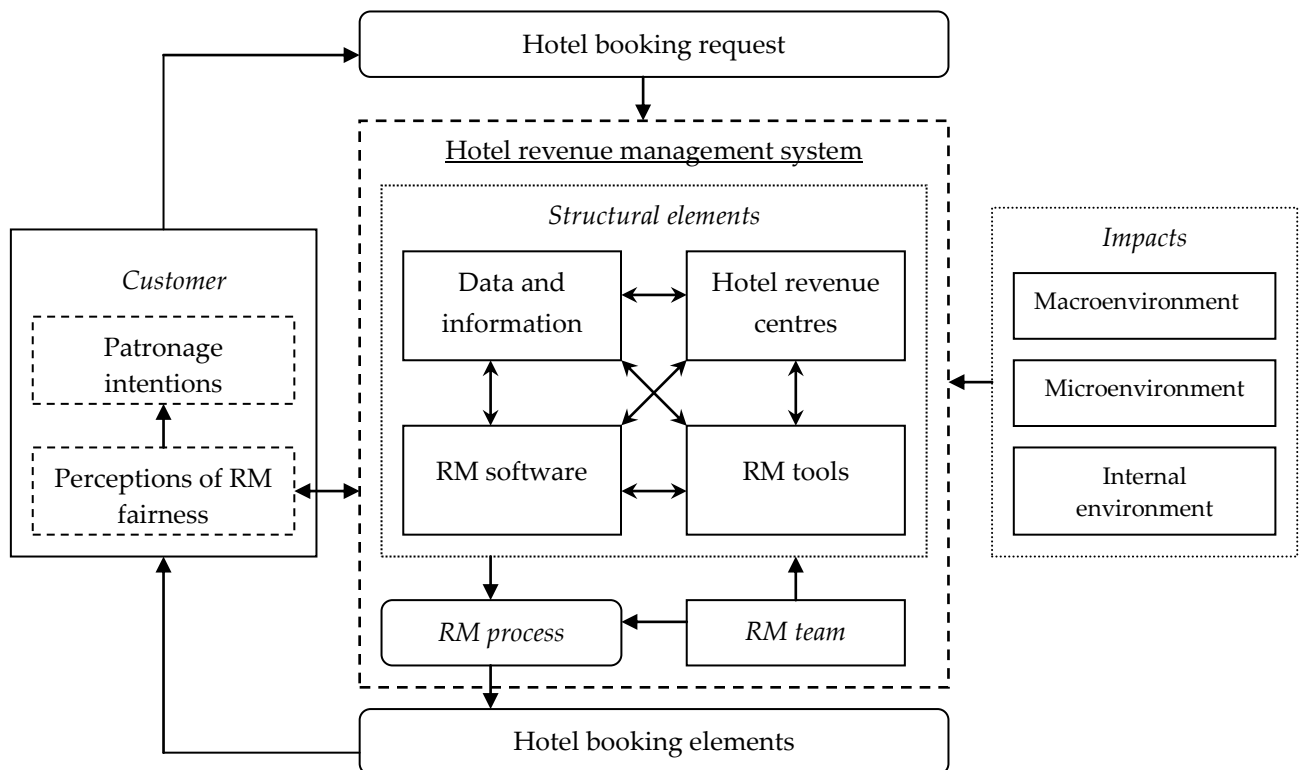 Hotel booking request
Hotel revenue management system
Structural elements
Data and
information
Hotel revenue
centres
RM software
RM tools
RM process
RM team
Customer
Patronage
intentions
Perceptions of RM
fairness
Impacts
Macroenvironment
Microenvironment
Internal
environment
Hotel booking elements